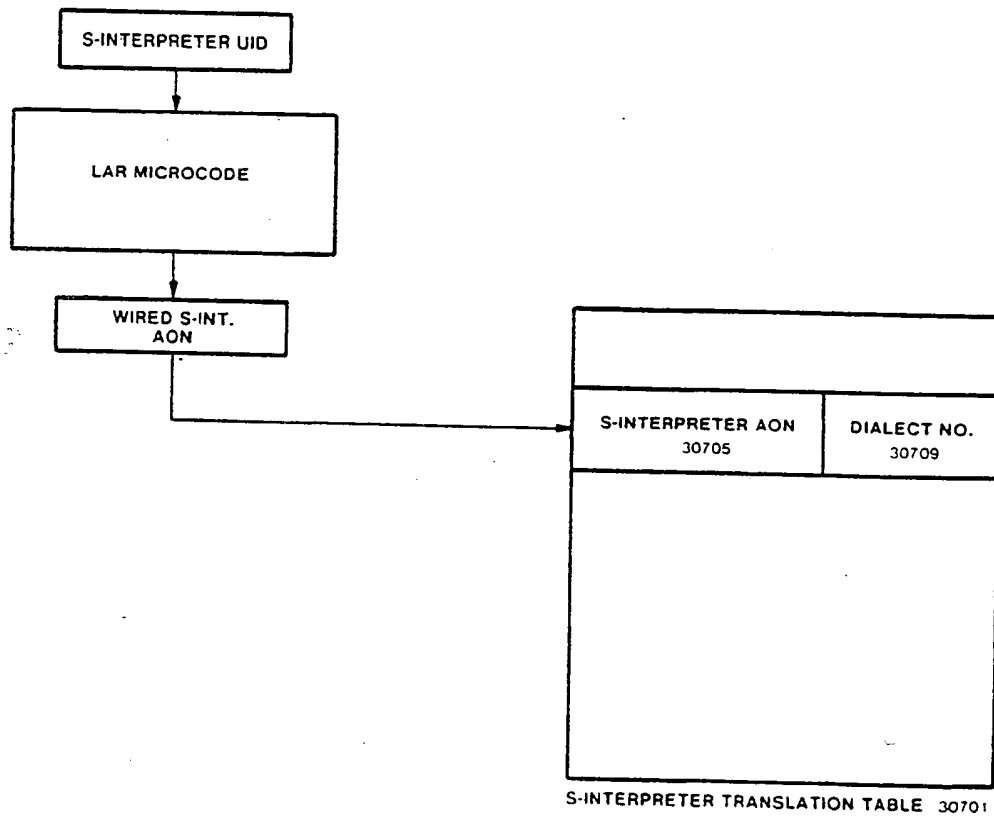 S-INTERPRETER UID
LAR MICROCODE
WIRED S-INT.
AON
S-INTERPRETER AON
30705
DIALECT NO.
30709
S-INTERPRETER TRANSLATION TABLE 30701